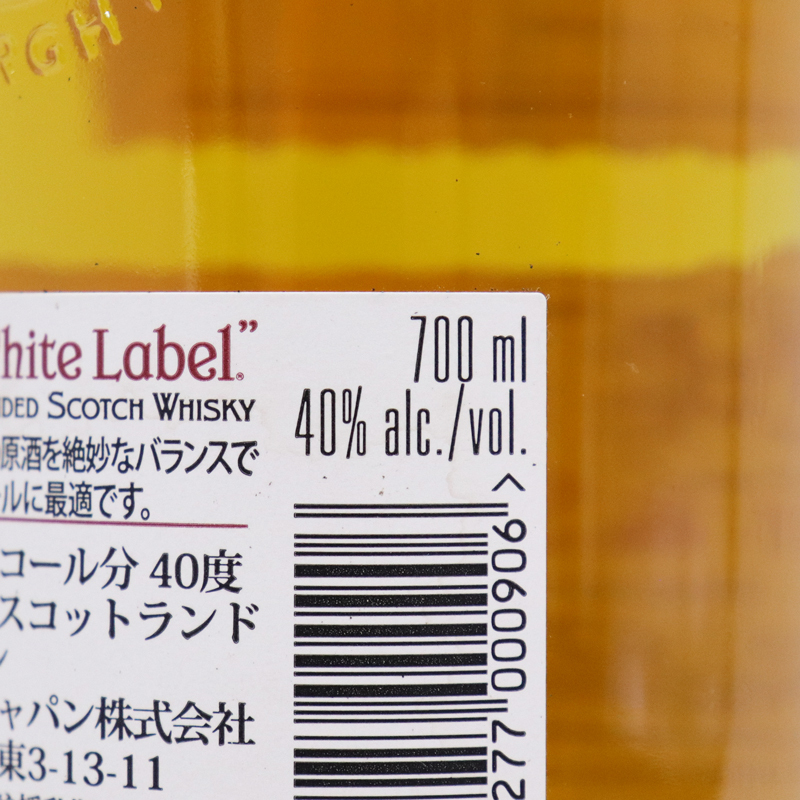 hite Label.”
DED SCOTCH WHISKY
原酒を絶妙なバランスで
ルに最適です。
コール分 40度
スコットランド
ャパン株式会社
東3-13-11
700 ml
40% alc./vol.
277 000906 >